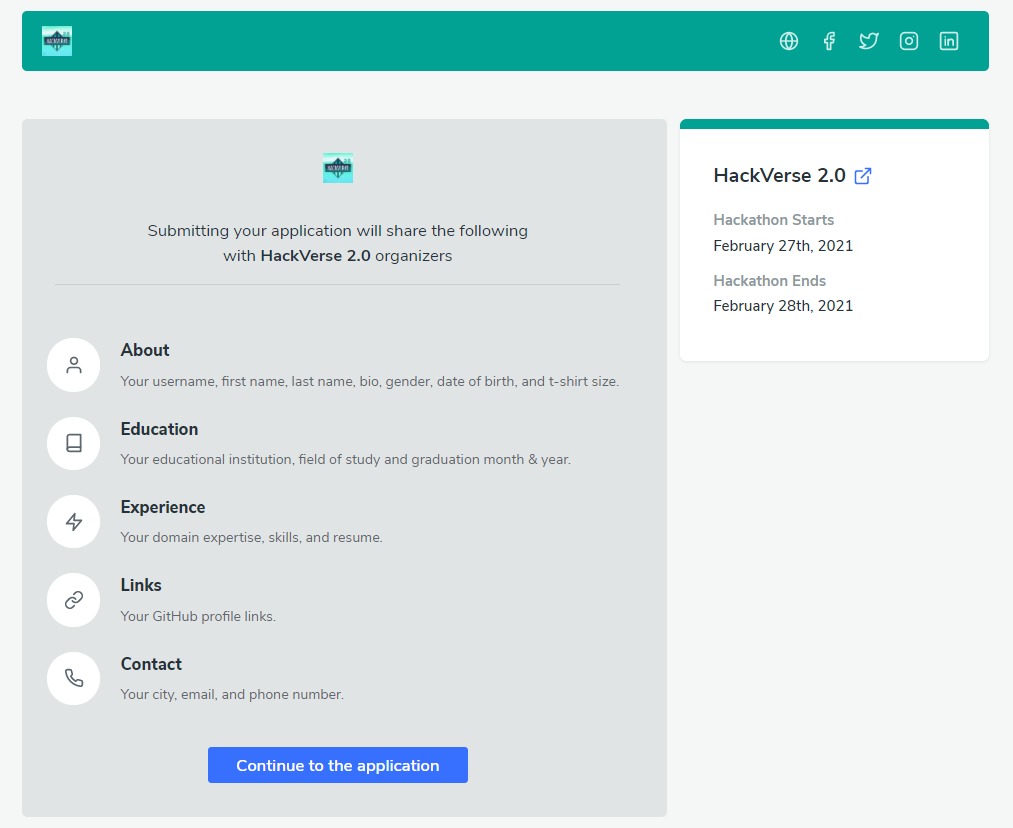 HACKVERSE
HACKVERSE
Submitting your application will share the following
with HackVerse 2.0 organizers
About
Your username, first name, last name, bio, gender, date of birth, and t-shirt size.
Education
Your educational institution, field of study and graduation month & year.
Experience
Your domain expertise, skills, and resume.
Links
Your GitHub profile links.
Contact
Your city, email, and phone number.
Continue to the application
HackVerse 2.0
Hackathon Starts
February 27th, 2021
Hackathon Ends
February 28th, 2021